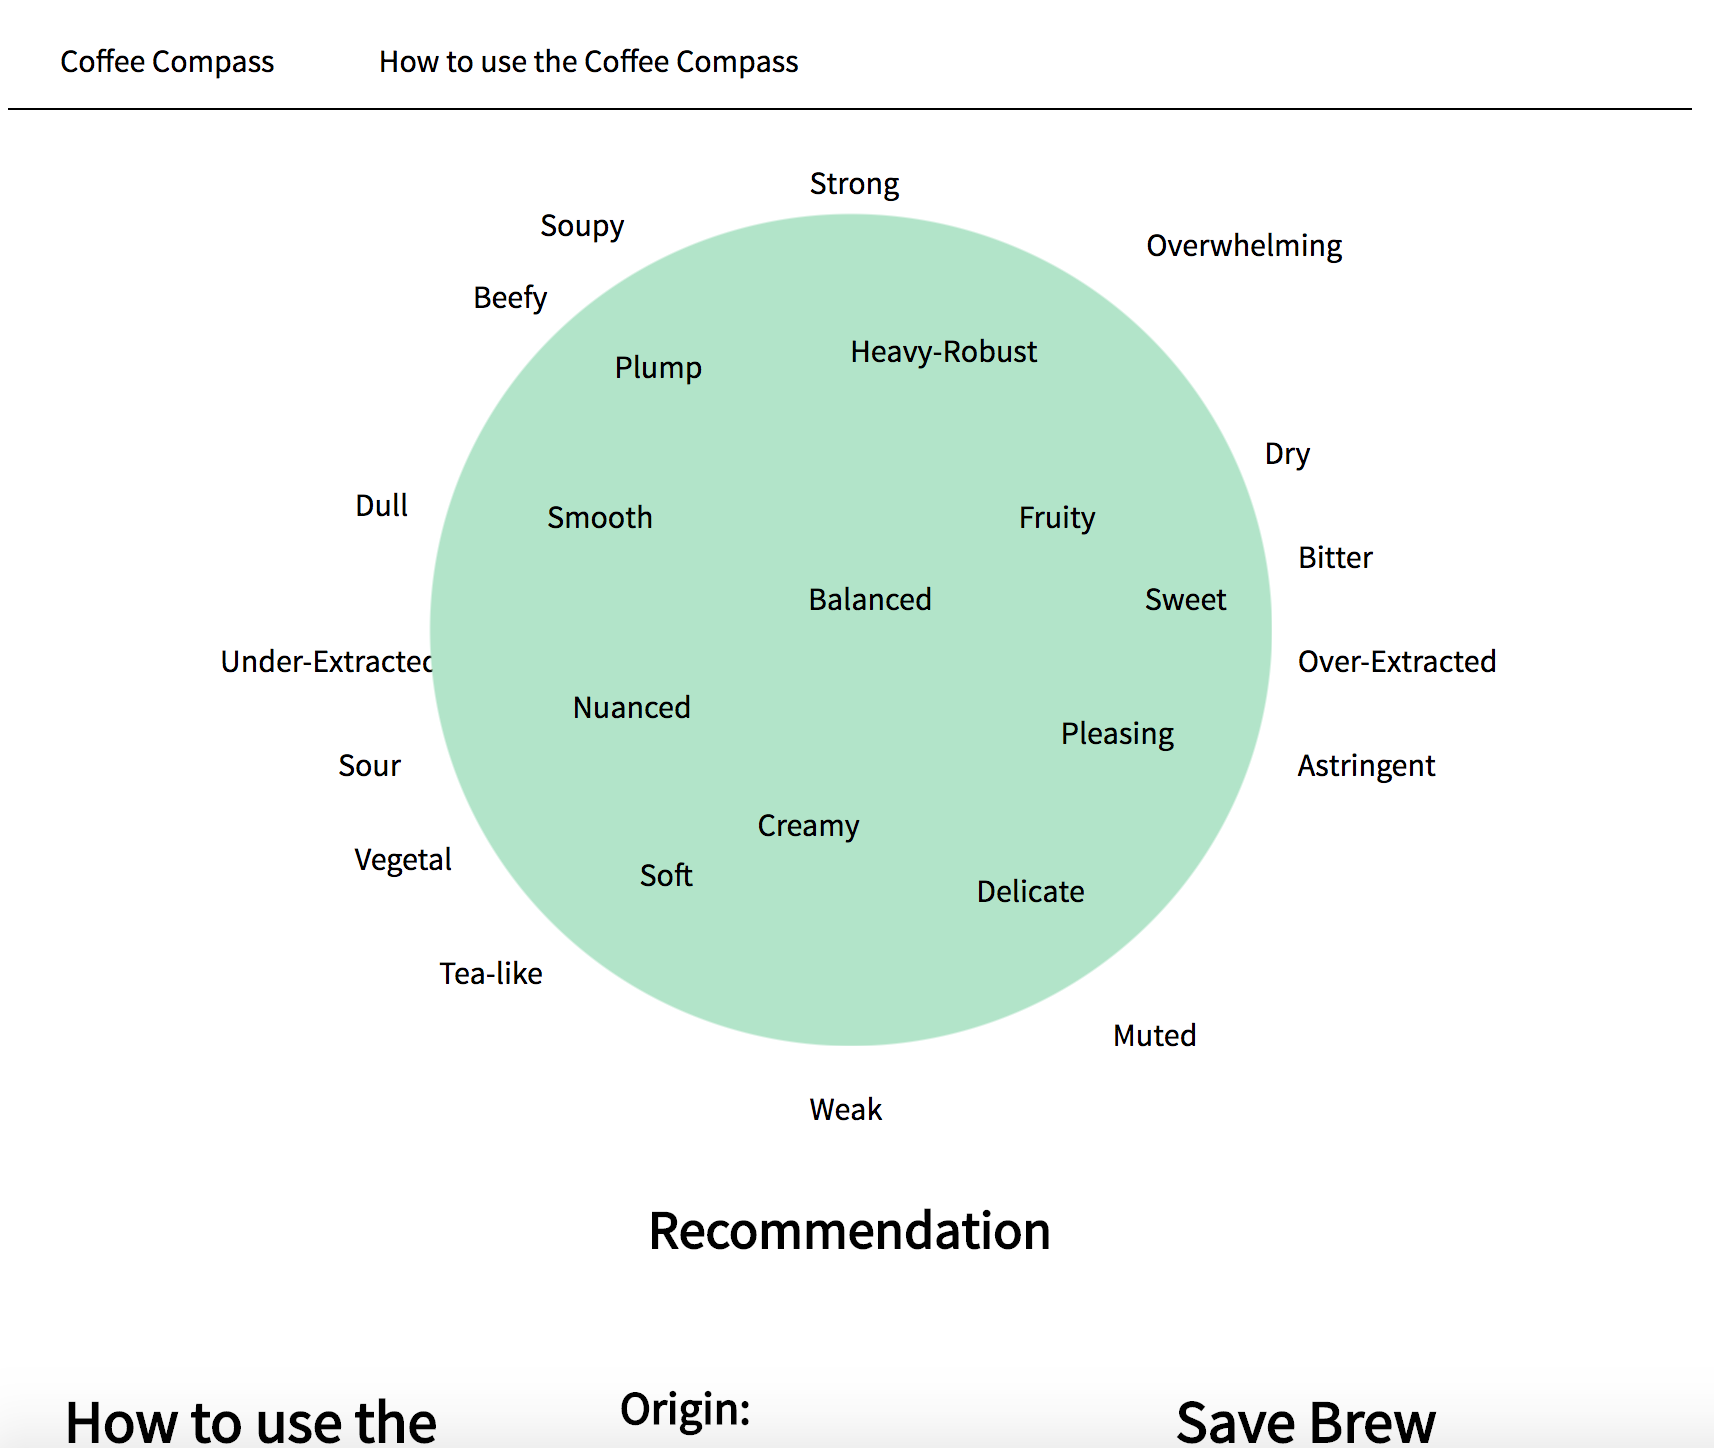 Coffee Compass
How to use the Coffee Compass
Strong
Soupy
Overwhelming
Beefy
Heavy-Robust
Plump
Dry
Dull
Smooth
Fruity
Bitter
Balanced
Sweet
Under-Extracted
Over-Extracted
Nuanced
Pleasing
Sour
Astringent
Creamy
Vegetal
Soft
Delicate
Tea-like
Muted
Weak
Recommendation
How to use the
Origin:
Save Brew